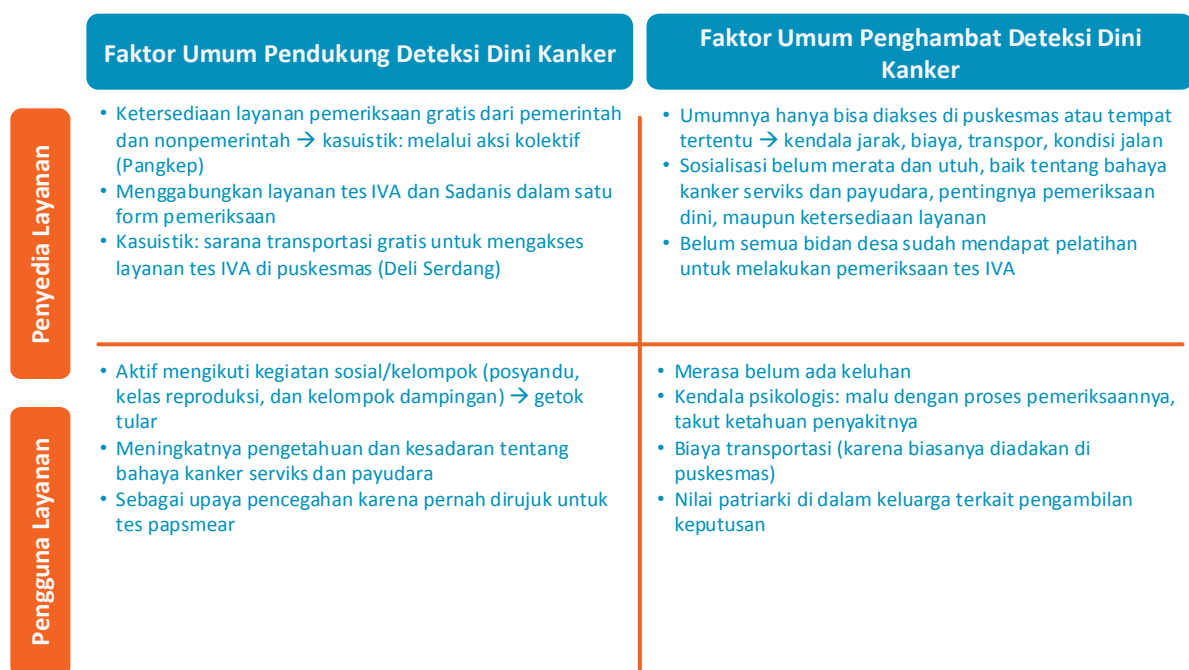 Faktor Umum Pendukung Deteksi Dini Kanker
Faktor Umum Penghambat Deteksi Dini
Kanker
Penyedia Layanan
• Ketersediaan layanan pemeriksaan gratis dari pemerintah
dan nonpemerintah → kasuistik: melalui aksi kolektif
(Pangkep)
• Menggabungkan layanan tes IVA dan Sadanis dalam satu
form pemeriksaan
• Kasuistik: sarana transportasi gratis untuk mengakses
layanan tes IVA di puskesmas (Deli Serdang)
• Umumnya hanya bisa diakses di puskesmas atau tempat
tertentu → kendala jarak, biaya, transpor, kondisi jalan
• Sosialisasi belum merata dan utuh, baik tentang bahaya
kanker serviks dan payudara, pentingnya pemeriksaan
dini, maupun ketersediaan layanan
• Belum semua bidan desa sudah mendapat pelatihan
untuk melakukan pemeriksaan tes IVA
Pengguna Layanan
• Aktif mengikuti kegiatan sosial/kelompok (posyandu,
kelas reproduksi, dan kelompok dampingan) → getok
tular
• Meningkatnya pengetahuan dan kesadaran tentang
bahaya kanker serviks dan payudara
• Sebagai upaya pencegahan karena pernah dirujuk untuk
tes papsmear
• Merasa belum ada keluhan
• Kendala psikologis: malu dengan proses pemeriksaannya,
takut ketahuan penyakitnya
• Biaya transportasi (karena biasanya diadakan di
puskesmas)
• Nilai patriarki di dalam keluarga terkait pengambilan
keputusan